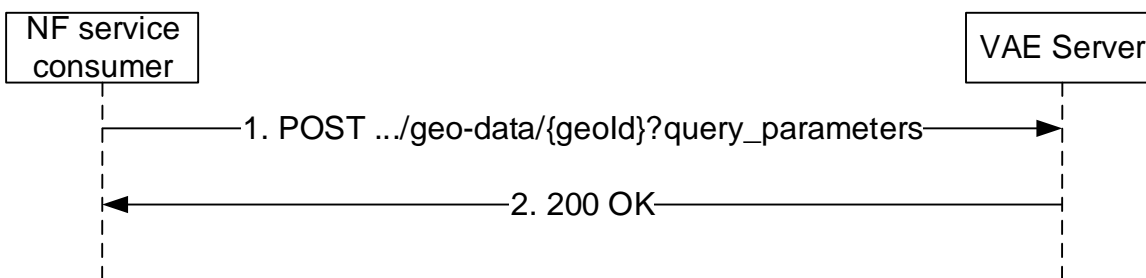 NF service
consumer
VAE Server
1. POST .../geo-data/{geoId}?query_parameters
2. 200 OK